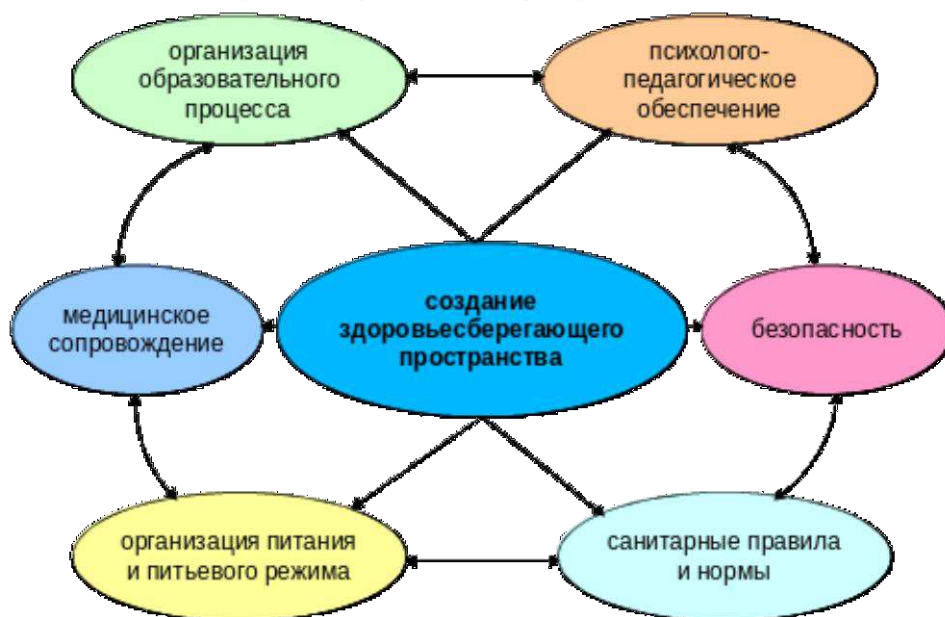 организация
образовательного
процесса
психолого-
педагогическое
обеспечение
медицинское
сопровождение
создание
здоровьесберегающего
пространства
безопасность
организация питания
и питьевого режима
санитарные правила
и нормы